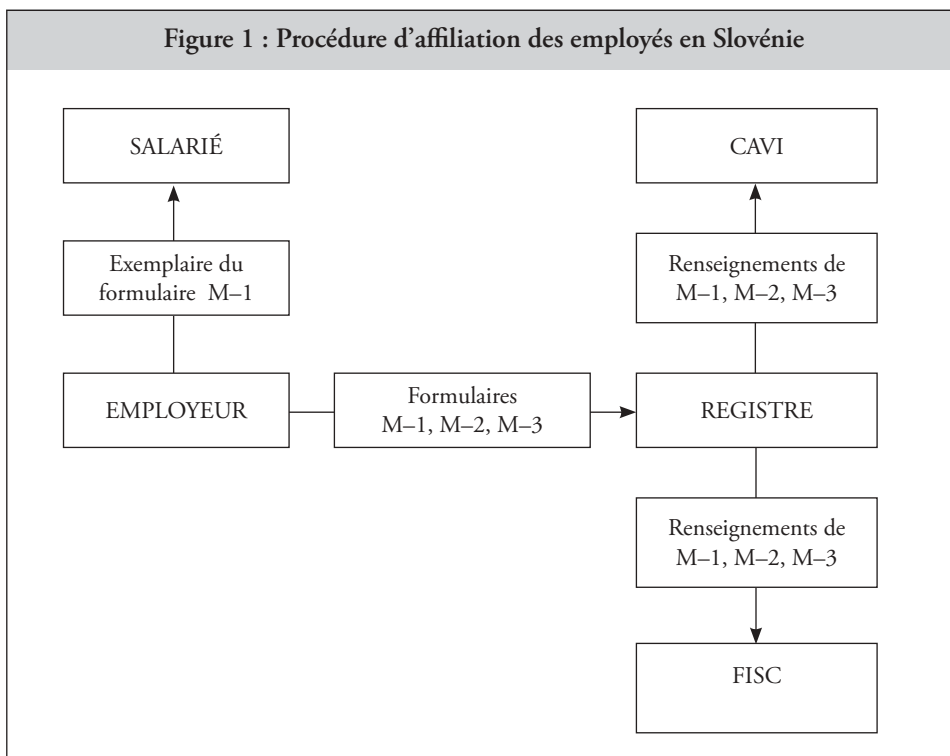 Figure 1 : Procédure d’affiliation des employés en Slovénie
SALARIÉ
CAVI
Exemplaire du
formulaire M–1
Renseignements de
M–1, M–2, M–3
EMPLOYEUR
Formulaires
M–1, M–2, M–3
REGISTRE
Renseignements de
M–1, M–2, M–3
FISC